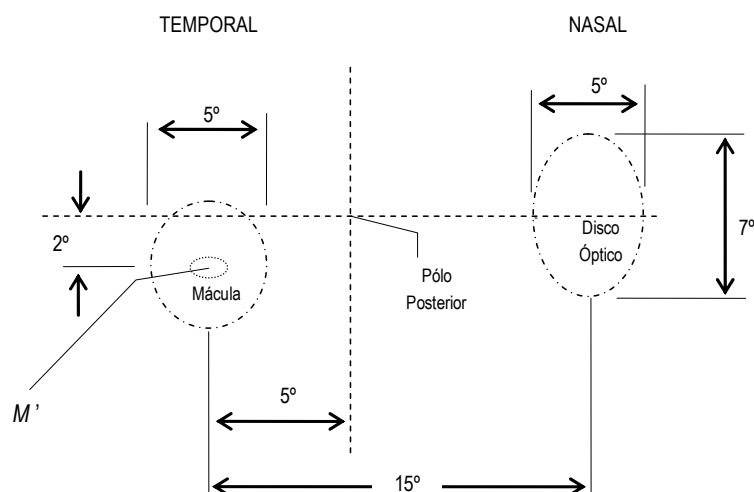 TEMPORAL
NASAL
5º
5º
2º
Mácula
Pólo
Posterior
Disco
Óptico
7º
M '
5º
15º